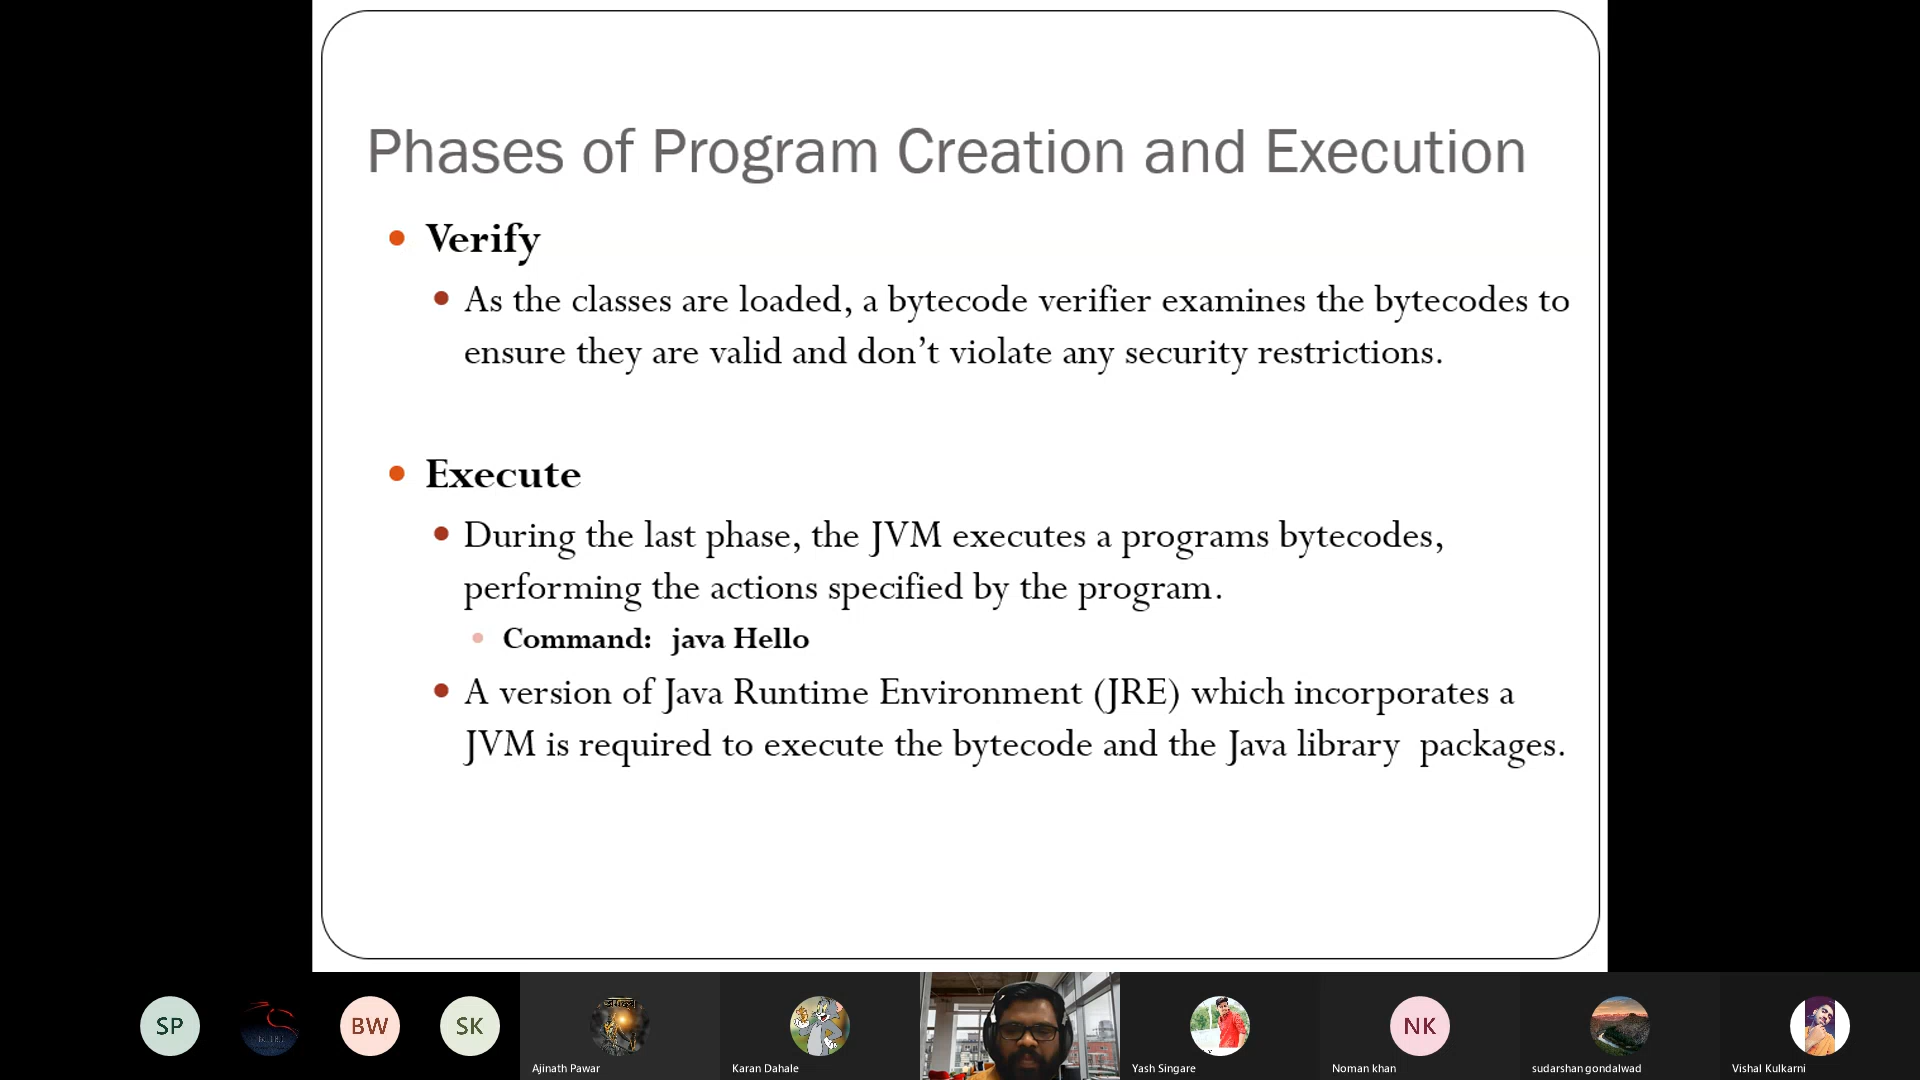 Phases of Program Creation and Execution
Verify
As the classes are loaded, a bytecode verifier examines the bytecodes to
ensure they are valid and don’t violate any security restrictions.
Execute
During the last phase, the JVM executes a programs bytecodes,
performing the actions specified by the program.
Command: java Hello
A version of Java Runtime Environment (JRE) which incorporates a
JVM is required to execute the bytecode and the Java library packages.
SP
BW
SK
NK
Ajinath Pawar
Karan Dahale
Yash Singare
Noman khan
sudarshan gondalwad
Vishal Kulkarni